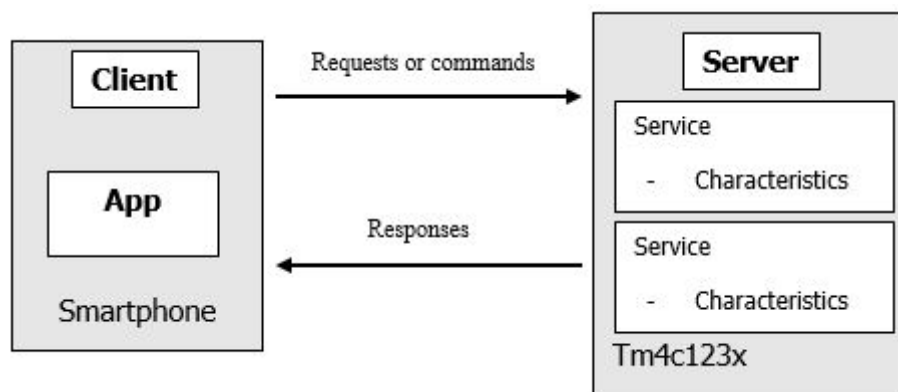 Client
App
Smartphone
Requests or commands
Responses
Server
Service
- Characteristics
Service
- Characteristics
Tm4c123x